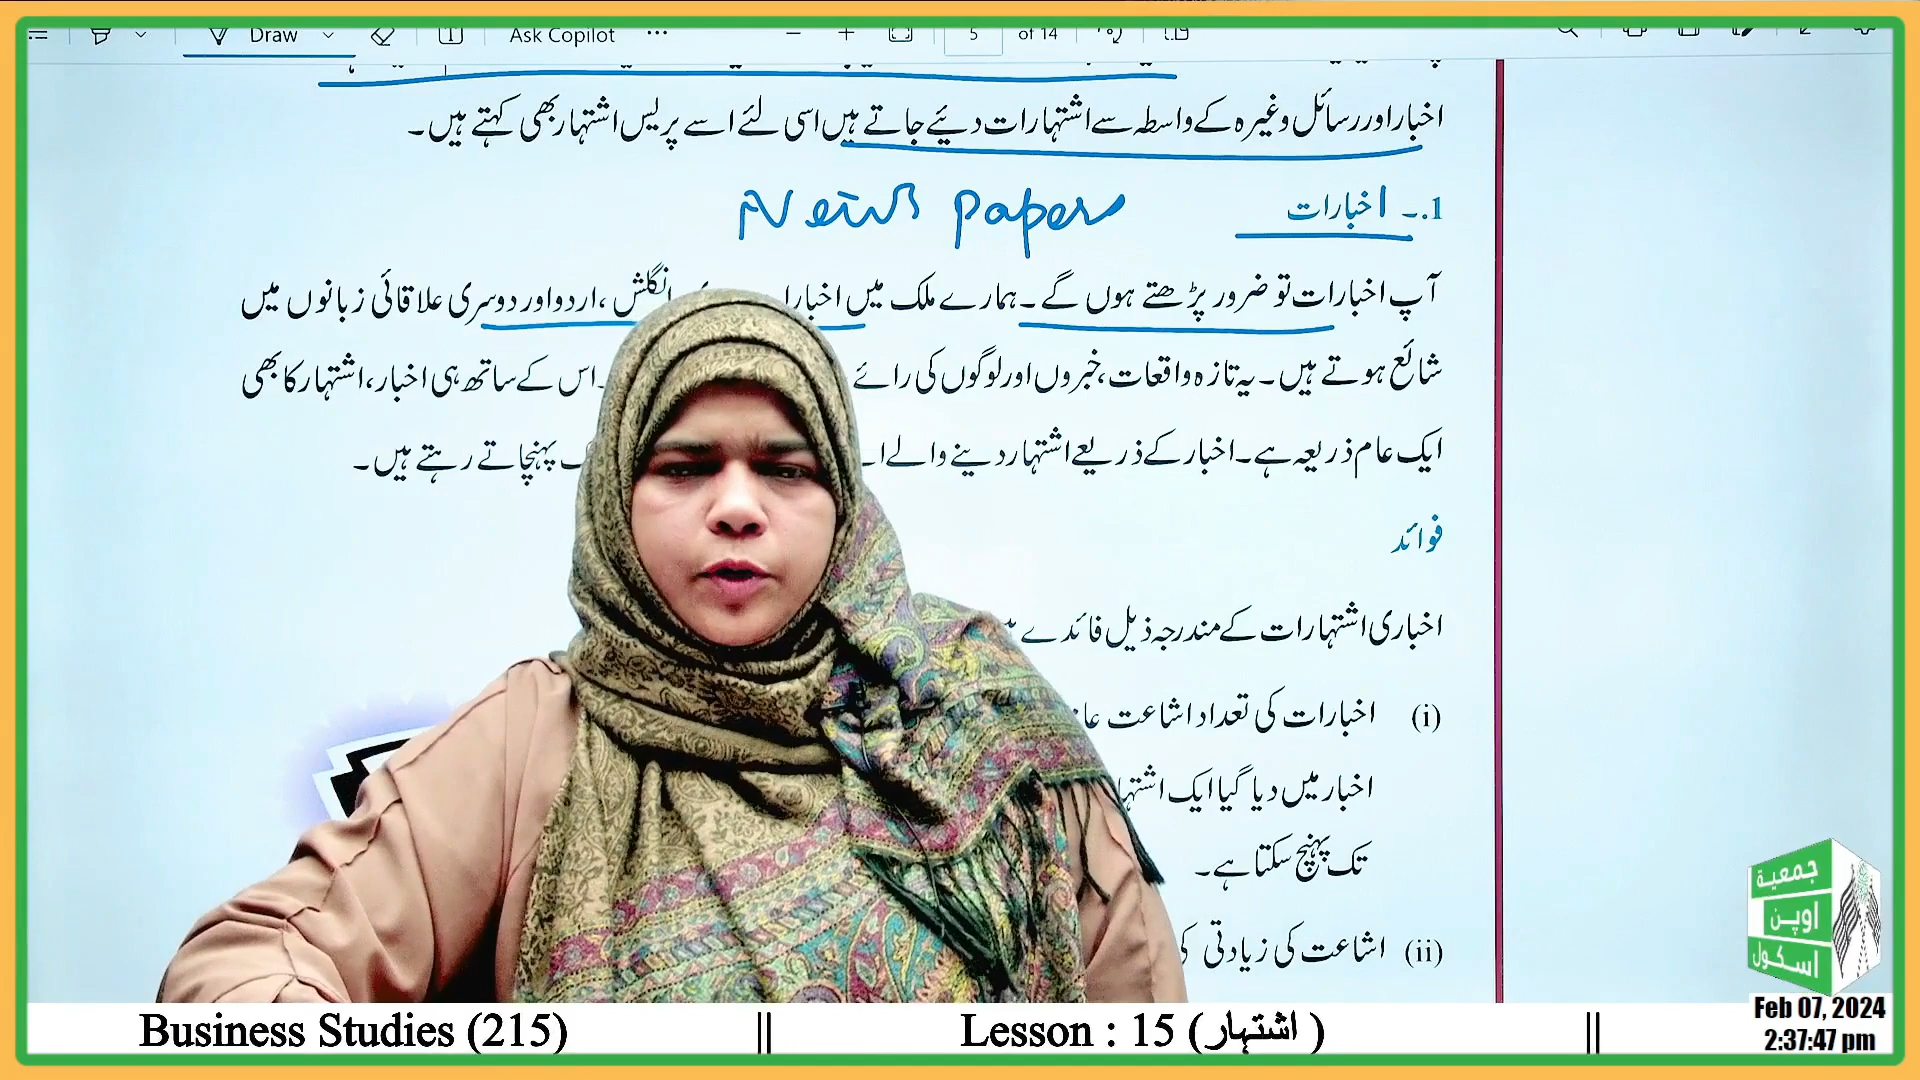 Draw
Ask Copilot
5 of 14
اخبار اور رسائل وغیرہ کے واسطہ سے اشتہارات دئیے جاتے ہیں اسی لئے اسے پریس اشتہار بھی کہتے ہیں۔
1۔ اخبارات
News paper
آپ اخبارات تو ضرور پڑھتے ہوں گے۔ ہمارے ملک میں اخبار انگلش، اردو اور دوسری علاقائی زبانوں میں
شائع ہوتے ہیں۔ یہ تازہ واقعات، خبروں اور لوگوں کی رائے اس کے ساتھ ہی اخبار، اشتہار کا بھی
ایک عام ذریعہ ہے۔ اخبار کے ذریعے اشتہار دینے والے پہنچاتے رہتے ہیں۔
فوائد
اخباری اشتہارات کے مندرجہ ذیل فائدے
(i) اخبارات کی تعداد اشاعت
اخبار میں دیا گیا ایک
تک پہنچ سکتا ہے۔
(ii) اشاعت کی زیادتی کی
جمعية
اوپن
اسکول
Feb 07, 2024
2:37:47 pm
Business Studies (215) || Lesson : 15 (اشتہار) ||